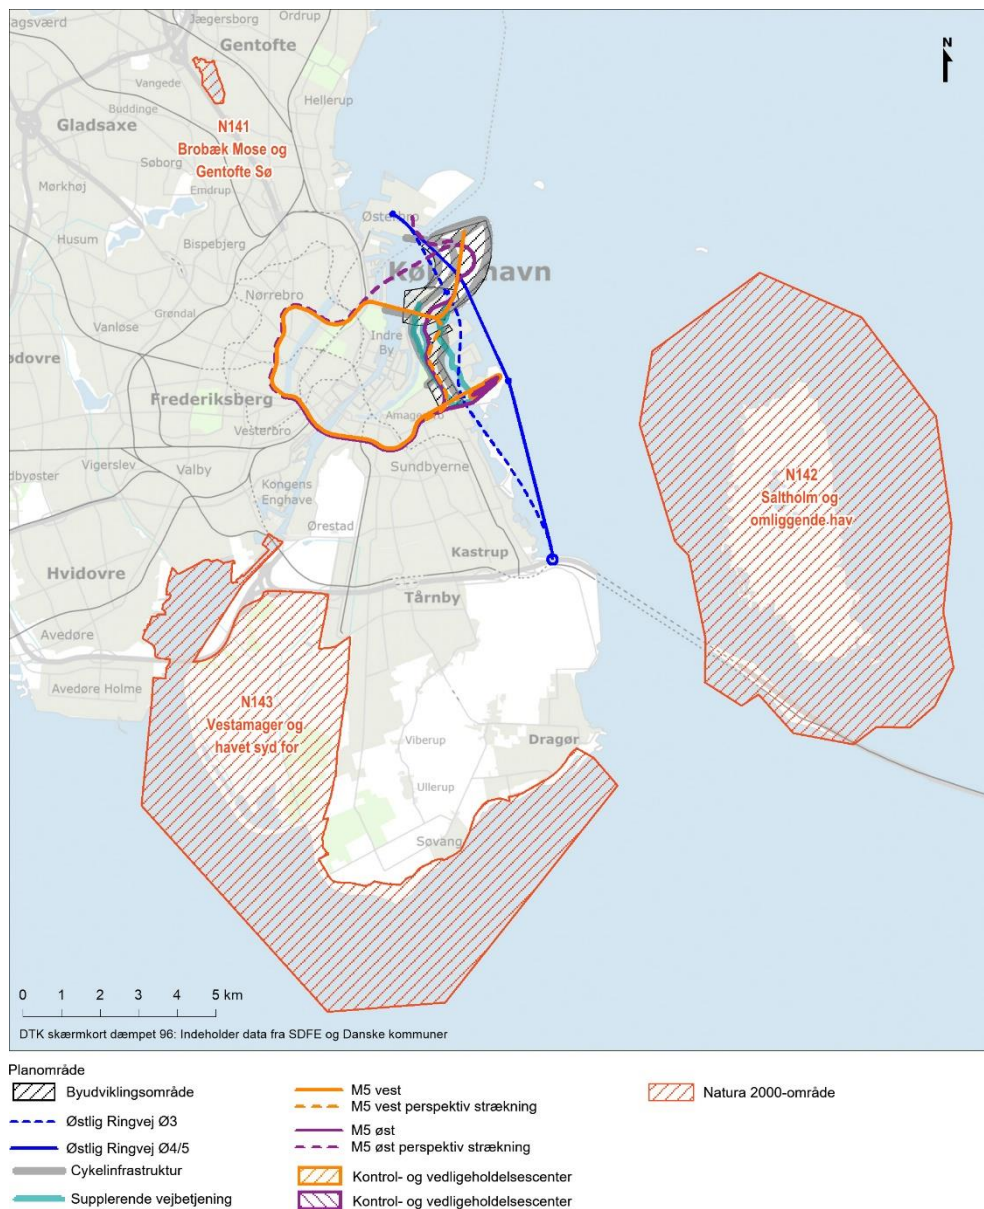 agsværd
Jægersborg
Ordrup
Gentofte
Vangede
Buddinge
Hellerup
Gladsaxe
N141
Brobæk Mose og
Gentofte Sø
Søborg
Emdrup
Mørkhøj
Husum
Bispebjerg
Østerbro
København
Nørrebro
Grøndal
Vanløse
ødovre
Indre
By
Frederiksberg
Amagerbro
Vesterbro
Sundbyerne
dbyøster
Vigerslev
Valby
Kongens
Enghave
Ørestad
Kastrup
Hvidovre
Tårnby
Avedøre
Avedøre Holme
N142
Saltholm og
omliggende hav
N143
Vestamager og
havet syd for
Viberup
Dragør
Ullerup
Søvang
N
0 1 2 3 4 5 km
DTK skærmkort dæmpet 96: Indeholder data fra SDFE og Danske kommuner
Planområde
Byudviklingsområde
Østlig Ringvej Ø3
Østlig Ringvej Ø4/5
Cykelinfrastruktur
Supplerende vejbetjening
M5 vest
M5 vest perspektiv strækning
M5 øst
M5 øst perspektiv strækning
Kontrol- og vedligeholdelsescenter
Kontrol- og vedligeholdelsescenter
Natura 2000-område